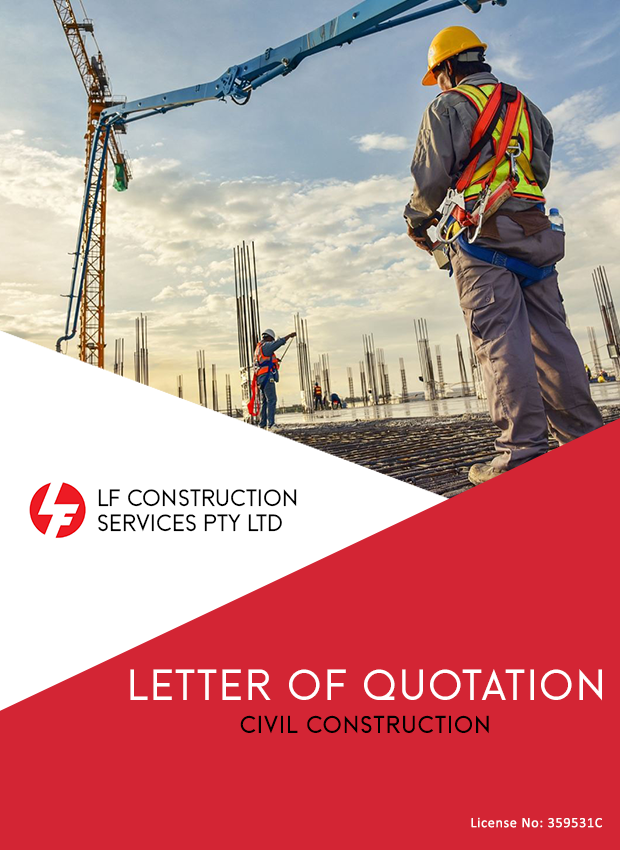 LF CONSTRUCTION
SERVICES PTY LTD
LETTER OF QUOTATION
CIVIL CONSTRUCTION
License No: 359531C